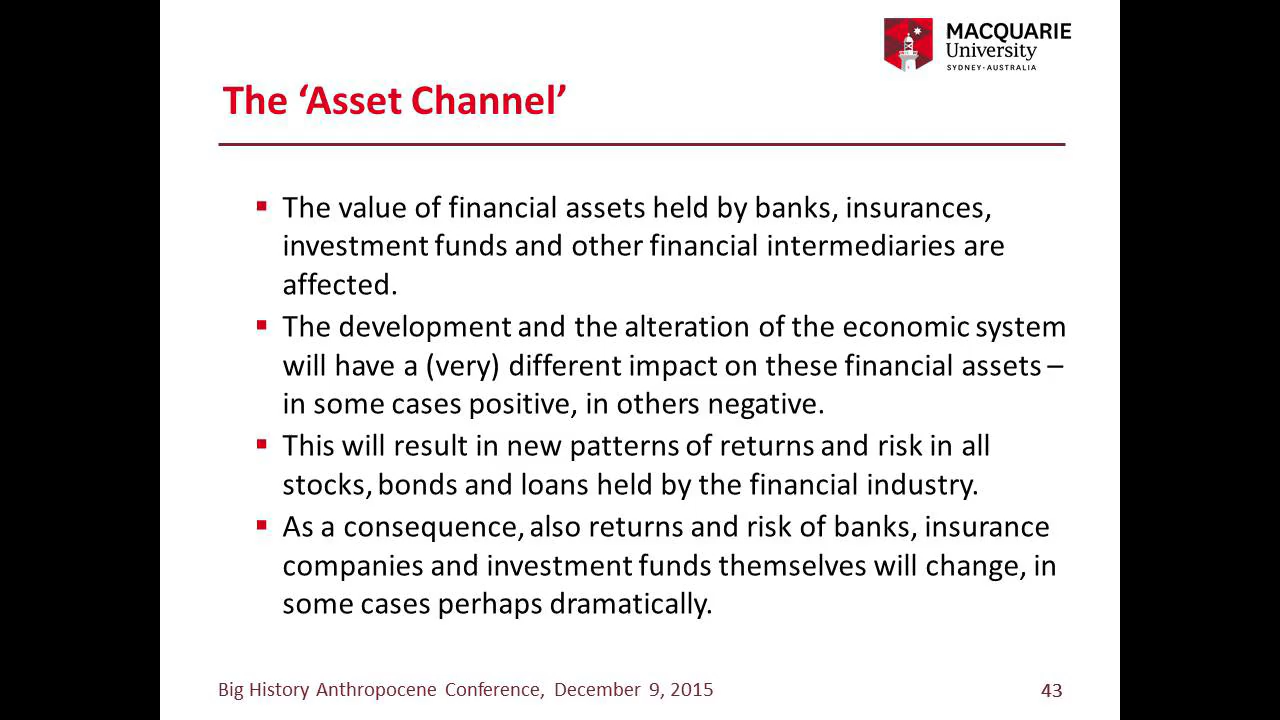 MACQUARIE
University
SYDNEY·AUSTRALIA
The ‘Asset Channel’
▪ The value of financial assets held by banks, insurances,
investment funds and other financial intermediaries are
affected.
▪ The development and the alteration of the economic system
will have a (very) different impact on these financial assets –
in some cases positive, in others negative.
▪ This will result in new patterns of returns and risk in all
stocks, bonds and loans held by the financial industry.
▪ As a consequence, also returns and risk of banks, insurance
companies and investment funds themselves will change, in
some cases perhaps dramatically.
Big History Anthropocene Conference, December 9, 2015
43